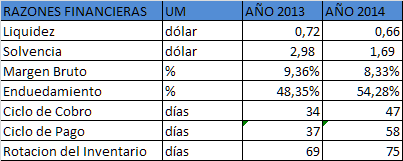 RAZONES FINANCIERAS UM AÑO 2013 AÑO 2014
Liquidez dólar 0,72 0,66
Solvencia dólar 2,98 1,69
Margen Bruto % 9,36% 8,33%
Enduedamiento % 48,35% 54,28%
Ciclo de Cobro días 34 47
Ciclo de Pago días 37 58
Rotacion del Inventario días 69 75